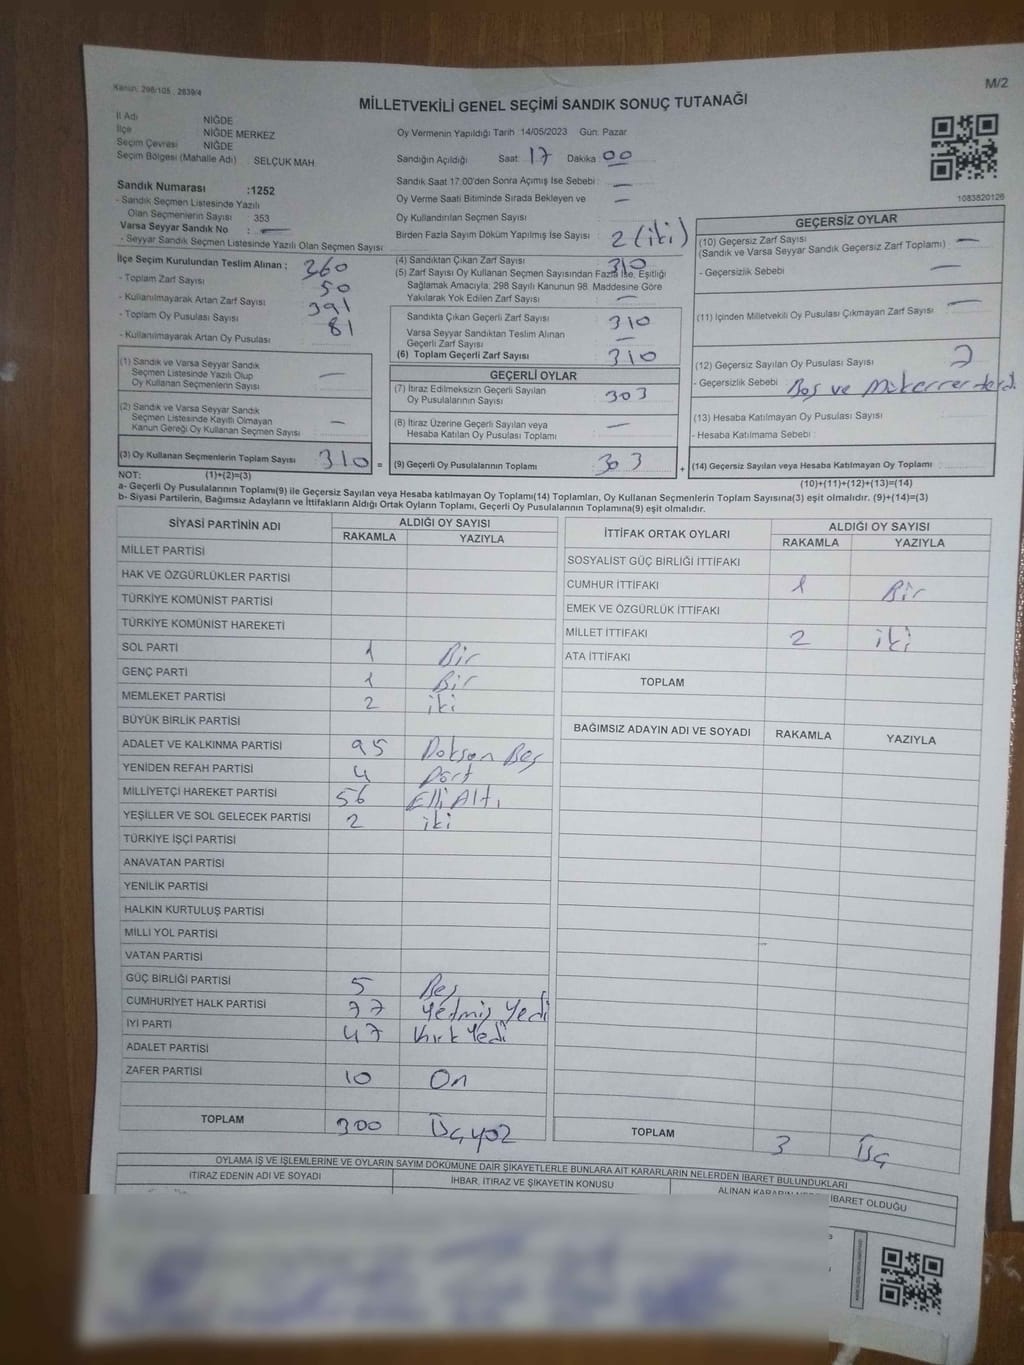 Kanun: 298/105 , 2839/4
M/2
MİLLETVEKİLİ GENEL SEÇİMİ SANDIK SONUÇ TUTANAĞI
İl Adı NİĞDE
İlçe NİĞDE MERKEZ
Seçim Çevresi NİĞDE
Seçim Bölgesi (Mahalle Adı) SELÇUK MAH.
Oy Vermenin Yapıldığı Tarih 14/05/2023 Gün: Pazar
Sandığın Açıldığı Saat 17 Dakika 00
Sandık Saat 17:00'den Sonra Açımış İse Sebebi : —
Oy Verme Saati Bitiminde Sırada Bekleyen ve —
Oy Kullandırılan Seçmen Sayısı
Birden Fazla Sayım Döküm Yapılmış İse Sayısı 2 (iki)
1083820126
Sandık Numarası :1252
- Sandık Seçmen Listesinde Yazılı
Olan Seçmenlerin Sayısı 353
Varsa Seyyar Sandık No : —
- Seyyar Sandık Seçmen Listesinde Yazılı Olan Seçmen Sayısı
İlçe Seçim Kurulundan Teslim Alınan :
- Toplam Zarf Sayısı 360
- Kullanılmayarak Artan Zarf Sayısı 50
- Toplam Oy Pusulası Sayısı 391
- Kullanılmayarak Artan Oy Pusulası 81
(1) Sandık ve Varsa Seyyar Sandık
Seçmen Listesinde Yazılı Olup
Oy Kullanan Seçmenlerin Sayısı —
(2) Sandık ve Varsa Seyyar Sandık
Seçmen Listesinde Kayıtlı Olmayan
Kanun Gereği Oy Kullanan Seçmen Sayısı —
(3) Oy Kullanan Seçmenlerin Toplam Sayısı 310 =
(4) Sandıktan Çıkan Zarf Sayısı 310
(5) Zarf Sayısı Oy Kullanan Seçmen Sayısından Fazla İse, Eşitliği
Sağlamak Amacıyla, 298 Sayılı Kanunun 98. Maddesine Göre
Yakılarak Yok Edilen Zarf Sayısı : —
Sandıkta Çıkan Geçerli Zarf Sayısı 310
Varsa Seyyar Sandıktan Teslim Alınan
Geçerli Zarf Sayısı —
(6) Toplam Geçerli Zarf Sayısı 310
GEÇERLİ OYLAR
(7) İtiraz Edilmeksizin Geçerli Sayılan
Oy Pusulalarının Sayısı 303
(8) İtiraz Üzerine Geçerli Sayılan veya
Hesaba Katılan Oy Pusulası Toplamı —
(9) Geçerli Oy Pusulalarının Toplamı 303 +
GEÇERSİZ OYLAR
(10) Geçersiz Zarf Sayısı
(Sandık ve Varsa Seyyar Sandık Geçersiz Zarf Toplamı) —
- Geçersizlik Sebebi —
(11) İçinden Milletvekili Oy Pusulası Çıkmayan Zarf Sayısı —
(12) Geçersiz Sayılan Oy Pusulası Sayısı
- Geçersizlik Sebebi Boş ve
(13) Hesaba Katılmayan Oy Pusulası Sayısı
- Hesaba Katılmama Sebebi
(14) Geçersiz Sayılan veya Hesaba Katılmayan Oy Toplamı
NOT: (1)+(2)=(3)
(10)+(11)+(12)+(13)=(14)
a- Geçerli Oy Pusulalarının Toplamı(9) ile Geçersiz Sayılan veya Hesaba katılmayan Oy Toplamı(14) Toplamları, Oy Kullanan Seçmenlerin Toplam Sayısına(3) eşit olmalıdır. (9)+(14)=(3)
b- Siyasi Partilerin, Bağımsız Adayların ve İttifakların Aldığı Ortak Oyların Toplamı, Geçerli Oy Pusulalarının Toplamına(9) eşit olmalıdır.
SİYASİ PARTİNİN ADI ALDIĞI OY SAYISI
RAKAMLA YAZIYLA
MİLLET PARTİSİ
HAK VE ÖZGÜRLÜKLER PARTİSİ
TÜRKİYE KOMÜNİST PARTİSİ
TÜRKİYE KOMÜNİST HAREKETİ
SOL PARTİ 1 Bir
GENÇ PARTİ 1 Bir
MEMLEKET PARTİSİ 2 iki
BÜYÜK BİRLİK PARTİSİ
ADALET VE KALKINMA PARTİSİ 95 Doksan Beş
YENİDEN REFAH PARTİSİ 4 Dört
MİLLİYETÇİ HAREKET PARTİSİ 56 Elli Altı
YEŞİLLER VE SOL GELECEK PARTİSİ 2 iki
TÜRKİYE İŞÇİ PARTİSİ
ANAVATAN PARTİSİ
YENİLİK PARTİSİ
HALKIN KURTULUŞ PARTİSİ
MİLLİ YOL PARTİSİ
VATAN PARTİSİ
GÜÇ BİRLİĞİ PARTİSİ 5 Beş
CUMHURİYET HALK PARTİSİ 77 Yetmiş Yedi
İYİ PARTİ 47 Kırk Yedi
ADALET PARTİSİ
ZAFER PARTİSİ 10 On
TOPLAM 300 Üçyüz
İTTİFAK ORTAK OYLARI ALDIĞI OY SAYISI
RAKAMLA YAZIYLA
SOSYALİST GÜÇ BİRLİĞİ İTTİFAKI
CUMHUR İTTİFAKI 1 Bir
EMEK VE ÖZGÜRLÜK İTTİFAKI
MİLLET İTTİFAKI 2 iki
ATA İTTİFAKI
TOPLAM
BAĞIMSIZ ADAYIN ADI VE SOYADI RAKAMLA YAZIYLA
TOPLAM 3 Üç
OYLAMA İŞ VE İŞLEMLERİNE VE OYLARIN SAYIM DÖKÜMÜNE DAİR ŞİKAYETLERLE BUNLARA AİT KARARLARIN NELERDEN İBARET BULUNDUKLARI
İTİRAZ EDENİN ADI VE SOYADI İHBAR, İTİRAZ VE ŞİKAYETİN KONUSU ALINAN KARARIN İBARET OLDUĞU